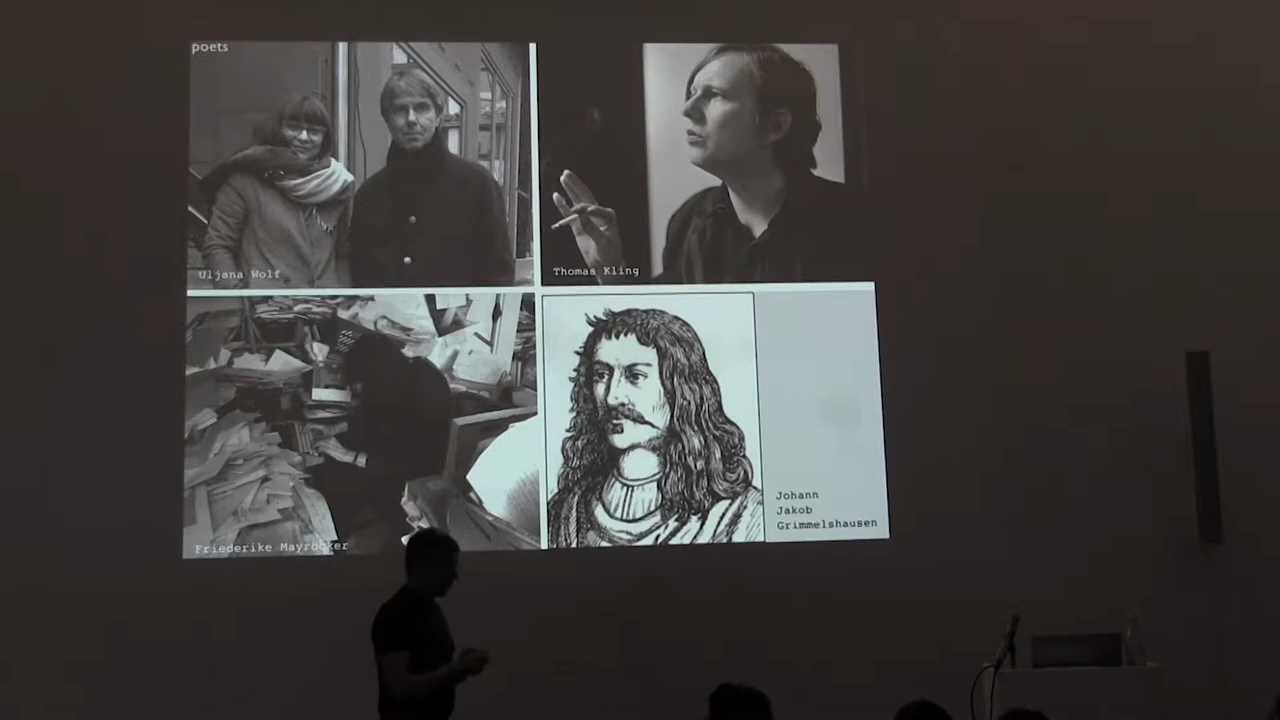 poets
Uljana Wolf
Thomas Kling
Friederike Mayröcker
Johann
Jakob
Grimmelshausen